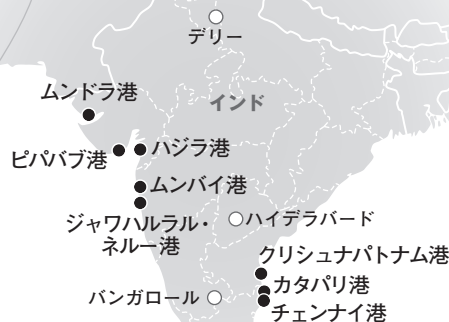 デリー
ムンドラ港
インド
ピパバブ港
ハジラ港
ムンバイ港
ジャワハルラル・
ネルー港
ハイデラバード
クリシュナパトナム港
カタパリ港
バンガロール
チェンナイ港